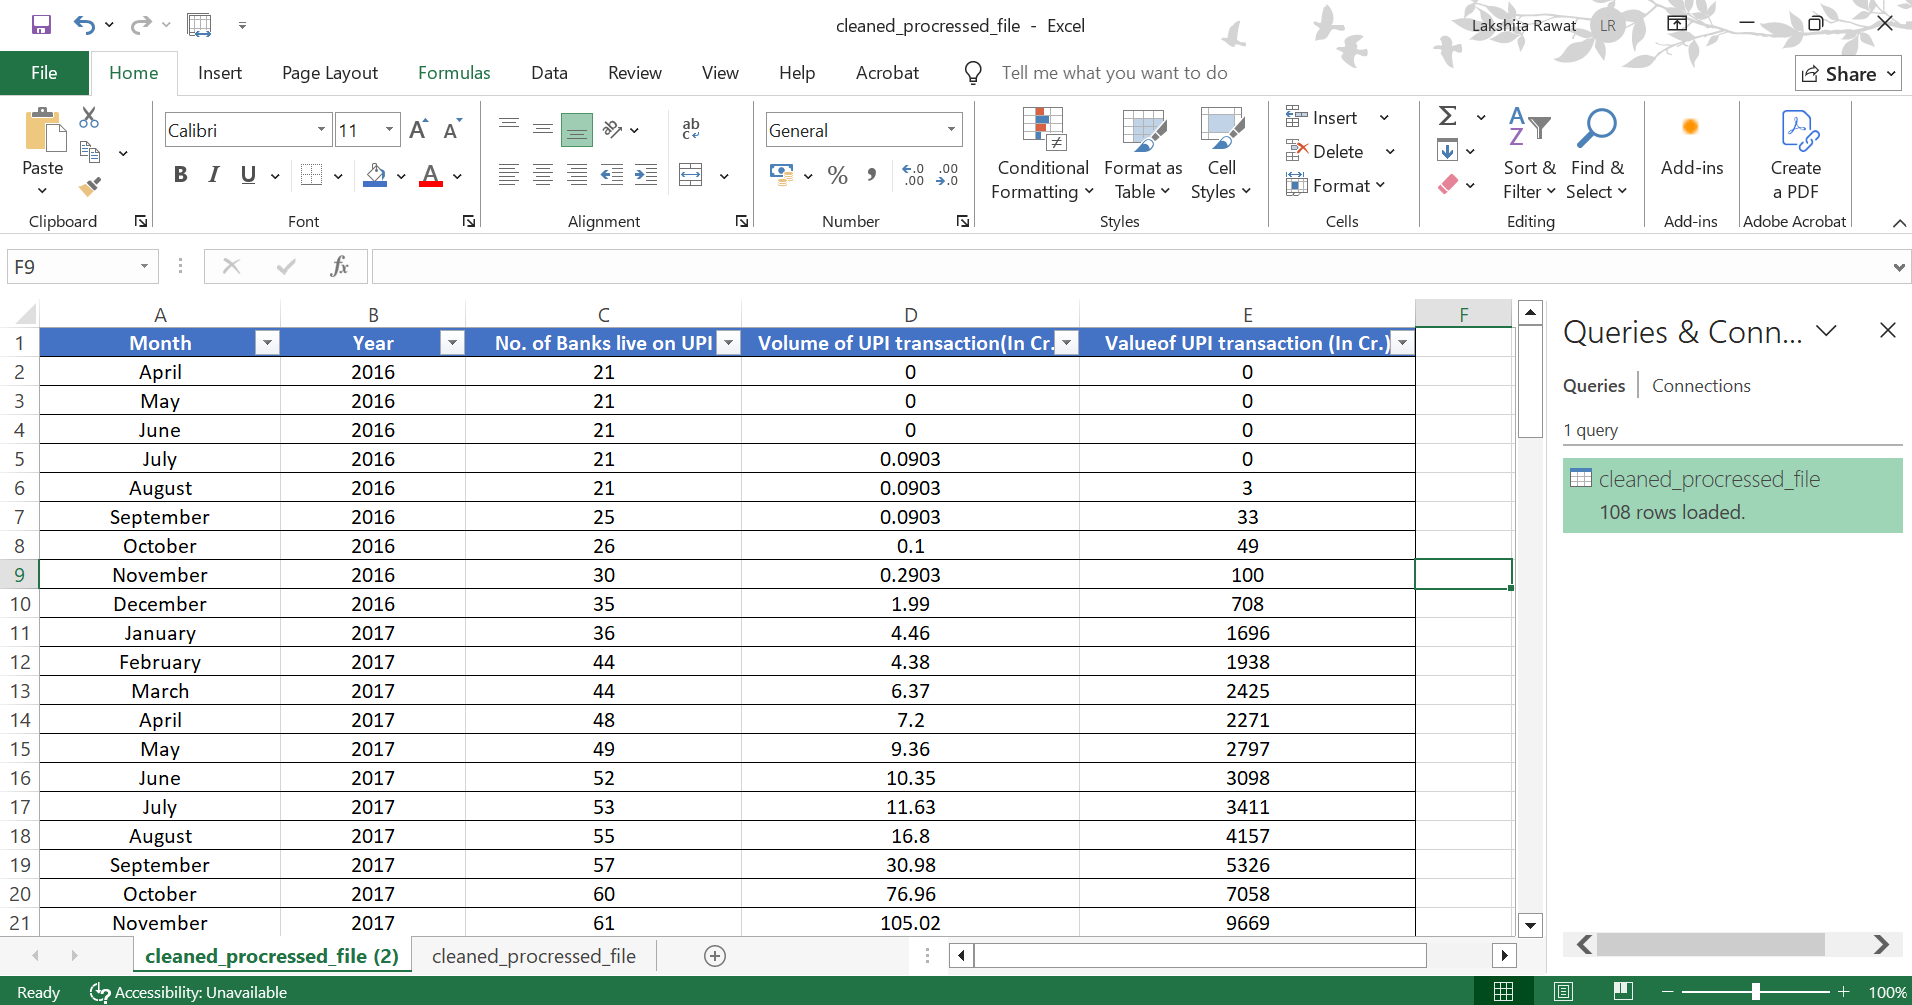 cleaned_procressed_file - Excel
Lakshita Rawat LR
File Home Insert Page Layout Formulas Data Review View Help Acrobat Tell me what you want to do Share
Paste
Clipboard
Calibri 11
B I U A
Font
ab
Alignment
General
% , .0 .00 .00 .0
Number
Conditional Formatting
Format as Table
Cell Styles
Styles
Insert
Delete
Format
Cells
Sort & Filter
Find & Select
Editing
Add-ins
Add-ins
Create a PDF
Adobe Acrobat
F9 fx
A B C D E F
1 Month Year No. of Banks live on UPI Volume of UPI transaction(In Cr. Valueof UPI transaction (In Cr.)
2 April 2016 21 0 0
3 May 2016 21 0 0
4 June 2016 21 0 0
5 July 2016 21 0.0903 0
6 August 2016 21 0.0903 3
7 September 2016 25 0.0903 33
8 October 2016 26 0.1 49
9 November 2016 30 0.2903 100
10 December 2016 35 1.99 708
11 January 2017 36 4.46 1696
12 February 2017 44 4.38 1938
13 March 2017 44 6.37 2425
14 April 2017 48 7.2 2271
15 May 2017 49 9.36 2797
16 June 2017 52 10.35 3098
17 July 2017 53 11.63 3411
18 August 2017 55 16.8 4157
19 September 2017 57 30.98 5326
20 October 2017 60 76.96 7058
21 November 2017 61 105.02 9669
Queries & Conn...
Queries Connections
1 query
cleaned_procressed_file
108 rows loaded.
cleaned_procressed_file (2) cleaned_procressed_file
Ready Accessibility: Unavailable 100%